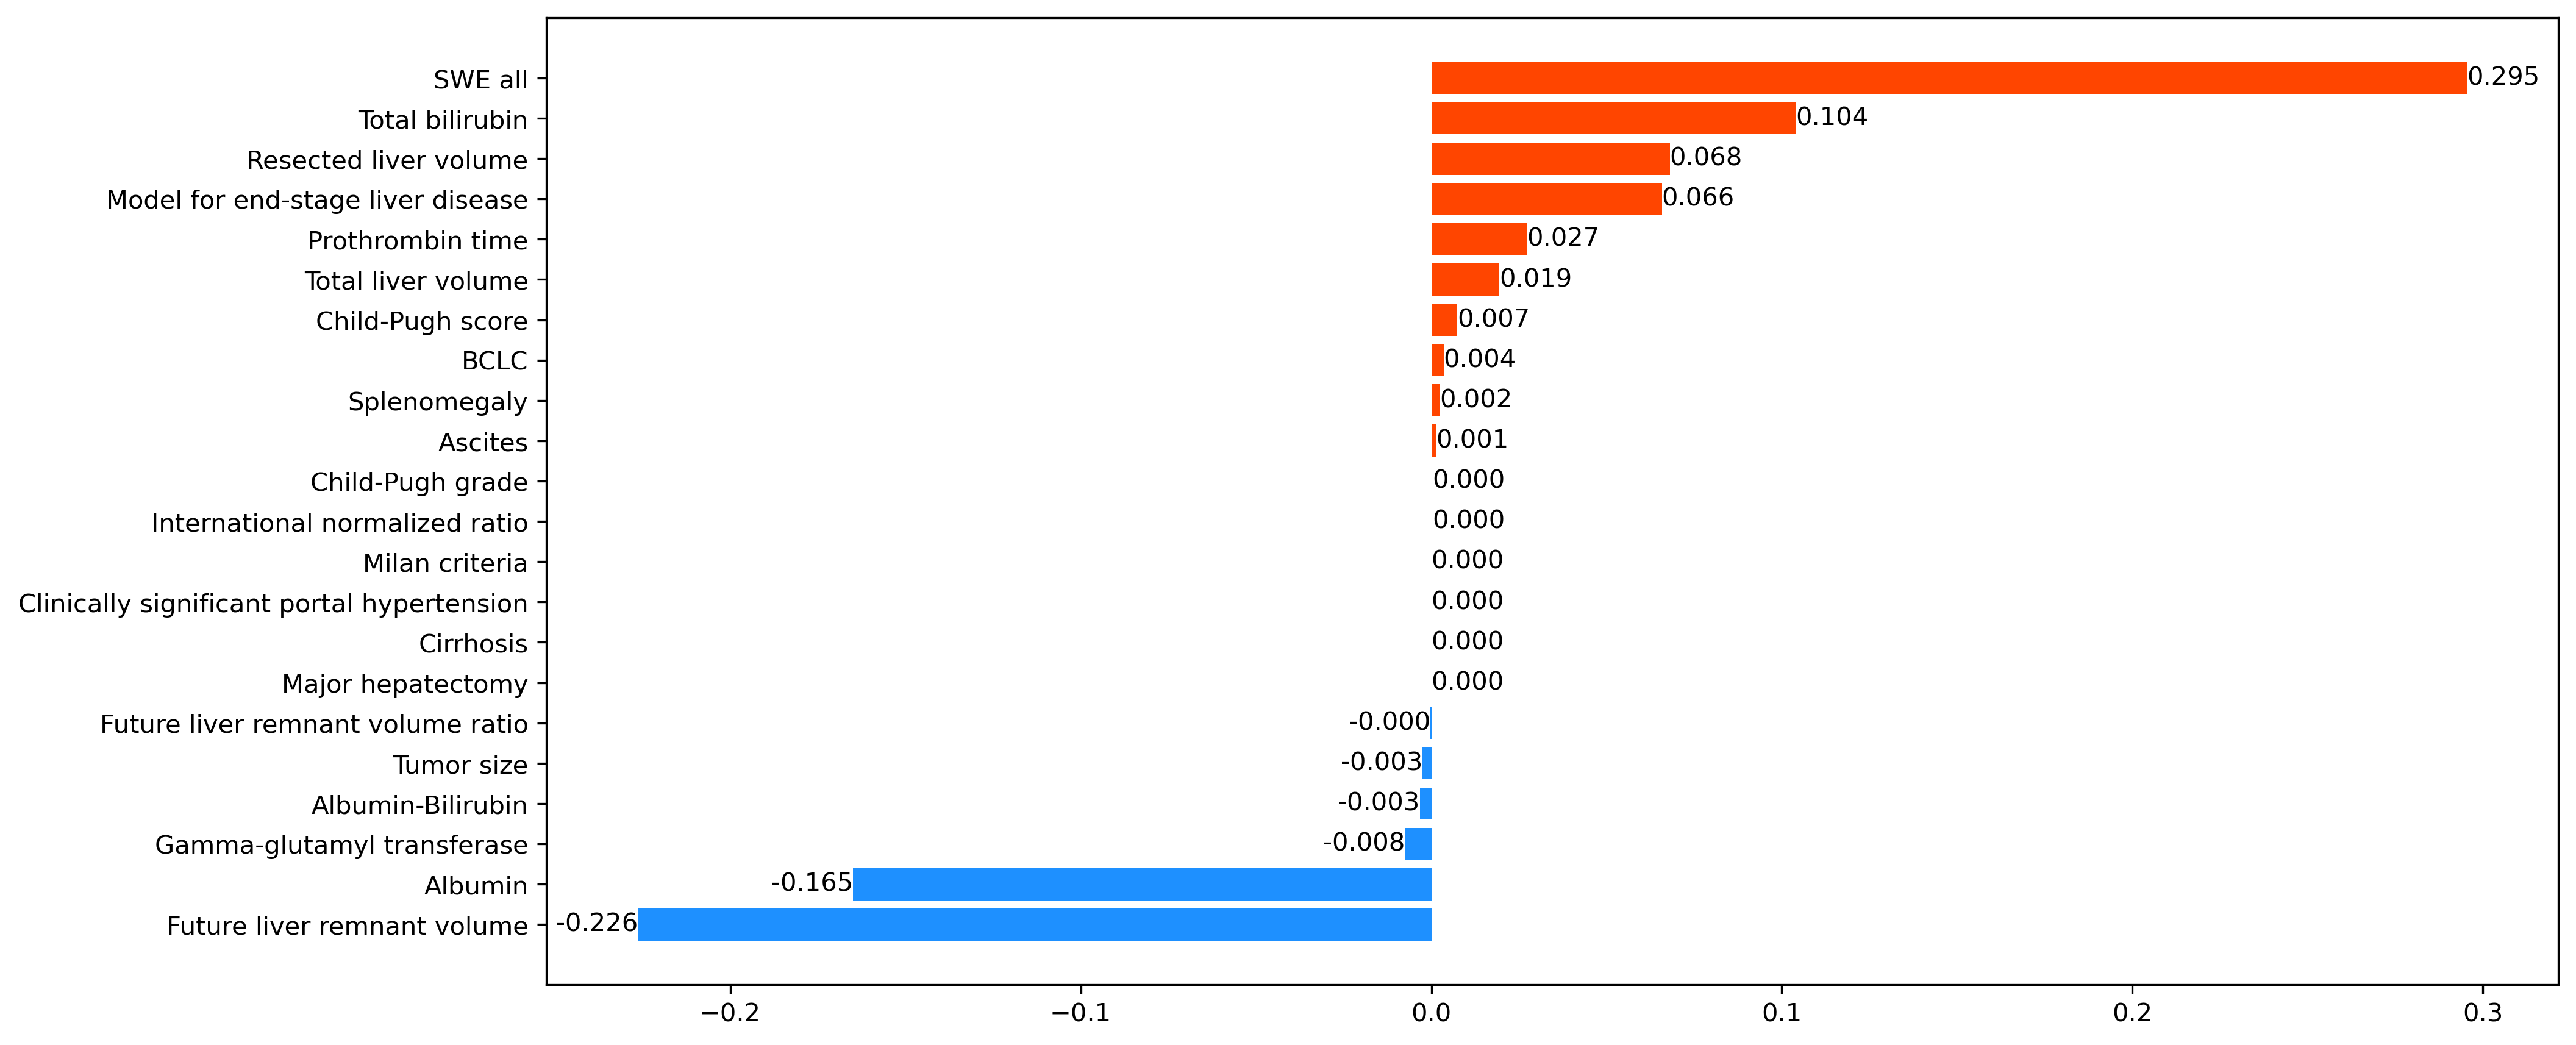 SWE all 0.295
Total bilirubin 0.104
Resected liver volume 0.068
Model for end-stage liver disease 0.066
Prothrombin time 0.027
Total liver volume 0.019
Child-Pugh score 0.007
BCLC 0.004
Splenomegaly 0.002
Ascites 0.001
Child-Pugh grade 0.000
International normalized ratio 0.000
Milan criteria 0.000
Clinically significant portal hypertension 0.000
Cirrhosis 0.000
Major hepatectomy 0.000
Future liver remnant volume ratio -0.000
Tumor size -0.003
Albumin-Bilirubin -0.003
Gamma-glutamyl transferase -0.008
Albumin -0.165
Future liver remnant volume -0.226
−0.2 −0.1 0.0 0.1 0.2 0.3